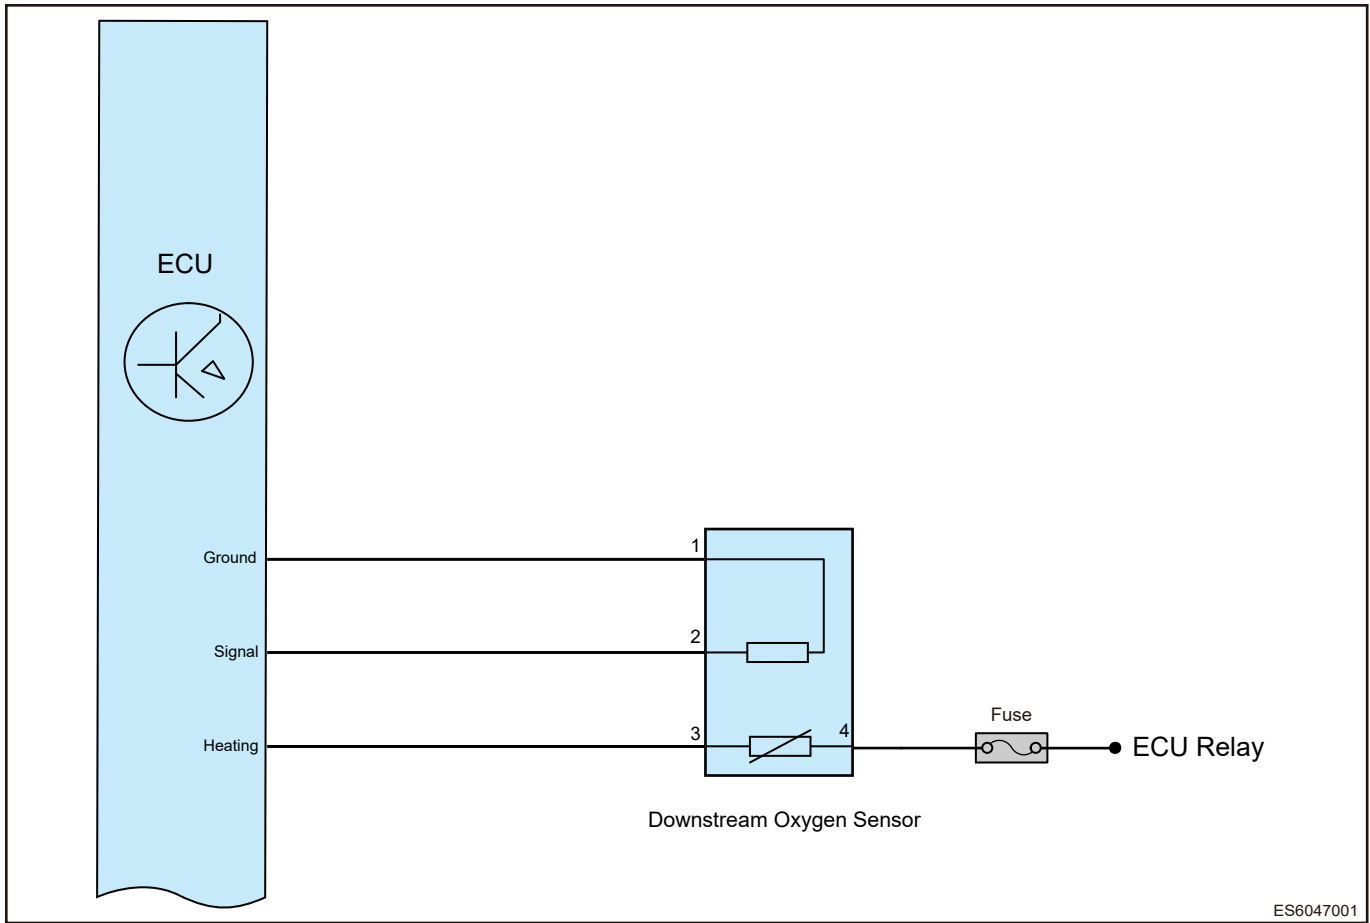 ECU
Ground
1
Signal
2
Heating
3
4
Fuse
ECU Relay
Downstream Oxygen Sensor
ES6047001